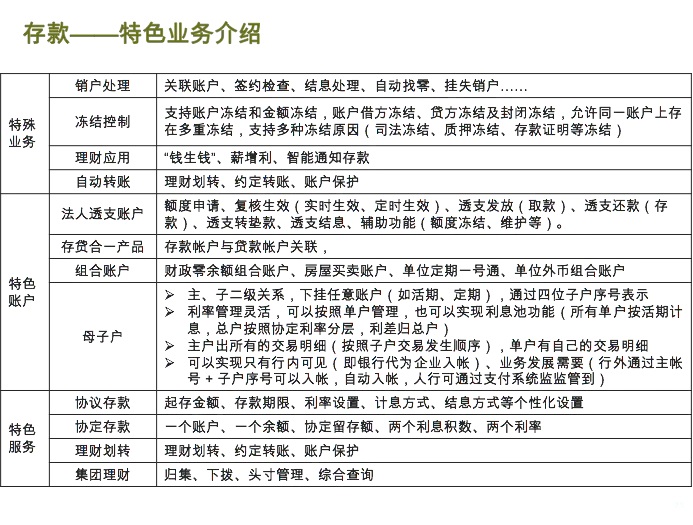 存款——特色业务介绍
特殊
业务
销户处理
关联账户、签约检查、结息处理、自动找零、挂失销户……
冻结控制
支持账户冻结和金额冻结，账户借方冻结、贷方冻结及封闭冻结，允许同一账户上存
在多重冻结，支持多种冻结原因（司法冻结、质押冻结、存款证明等冻结）
理财应用
“钱生钱”、薪增利、智能通知存款
自动转账
理财划转、约定转账、账户保护
特色
账户
法人透支账户
额度申请、复核生效（实时生效、定时生效）、透支发放（取款）、透支还款（存
款）、透支转垫款、透支结息、辅助功能（额度冻结、维护等）。
存贷合一产品
存款帐户与贷款帐户关联，
组合账户
财政零余额组合账户、房屋买卖账户、单位定期一号通、单位外币组合账户
母子户
➢ 主、子二级关系，下挂任意账户（如活期、定期），通过四位子户序号表示
➢ 利率管理灵活，可以按照单户管理，也可以实现利息池功能（所有单户按活期计
息，总户按照协定利率分层，利差归总户）
➢ 主户出所有的交易明细（按照子户交易发生顺序），单户有自己的交易明细
➢ 可以实现只有行内可见（即银行代为企业入帐）、业务发展需要（行外通过主帐
号 + 子户序号可以入帐，自动入帐，人行可通过支付系统监监管到）
特色
服务
协议存款
起存金额、存款期限、利率设置、计息方式、结息方式等个性化设置
协定存款
一个账户、一个余额、协定留存额、两个利息积数、两个利率
理财划转
理财划转、约定转账、账户保护
集团理财
归集、下拨、头寸管理、综合查询